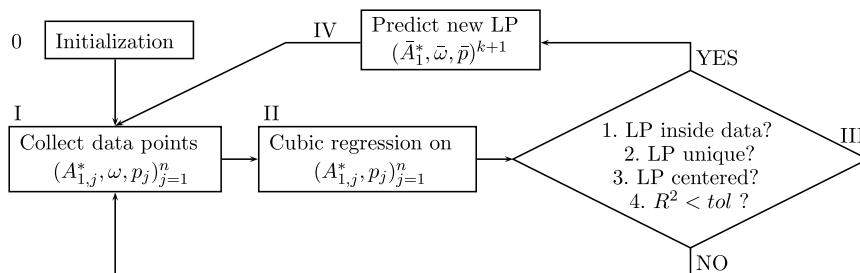 0
Initialization
IV
Predict new LP
(Ā₁*, ω̄, p̄)ᵏ⁺¹
YES
I
Collect data points
(A*₁,ⱼ, ω, pⱼ)ⁿⱼ₌₁
II
Cubic regression on
(A*₁,ⱼ, pⱼ)ⁿⱼ₌₁
III
1. LP inside data?
2. LP unique?
3. LP centered?
4. R² < tol ?
NO